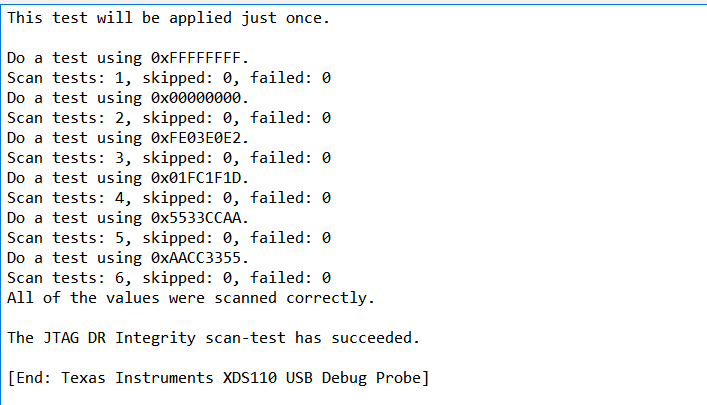 This test will be applied just once.
Do a test using 0xFFFFFFFF.
Scan tests: 1, skipped: 0, failed: 0
Do a test using 0x00000000.
Scan tests: 2, skipped: 0, failed: 0
Do a test using 0xFE03E0E2.
Scan tests: 3, skipped: 0, failed: 0
Do a test using 0x01FC1F1D.
Scan tests: 4, skipped: 0, failed: 0
Do a test using 0x5533CCAA.
Scan tests: 5, skipped: 0, failed: 0
Do a test using 0xAACC3355.
Scan tests: 6, skipped: 0, failed: 0
All of the values were scanned correctly.
The JTAG DR Integrity scan-test has succeeded.
[End: Texas Instruments XDS110 USB Debug Probe]